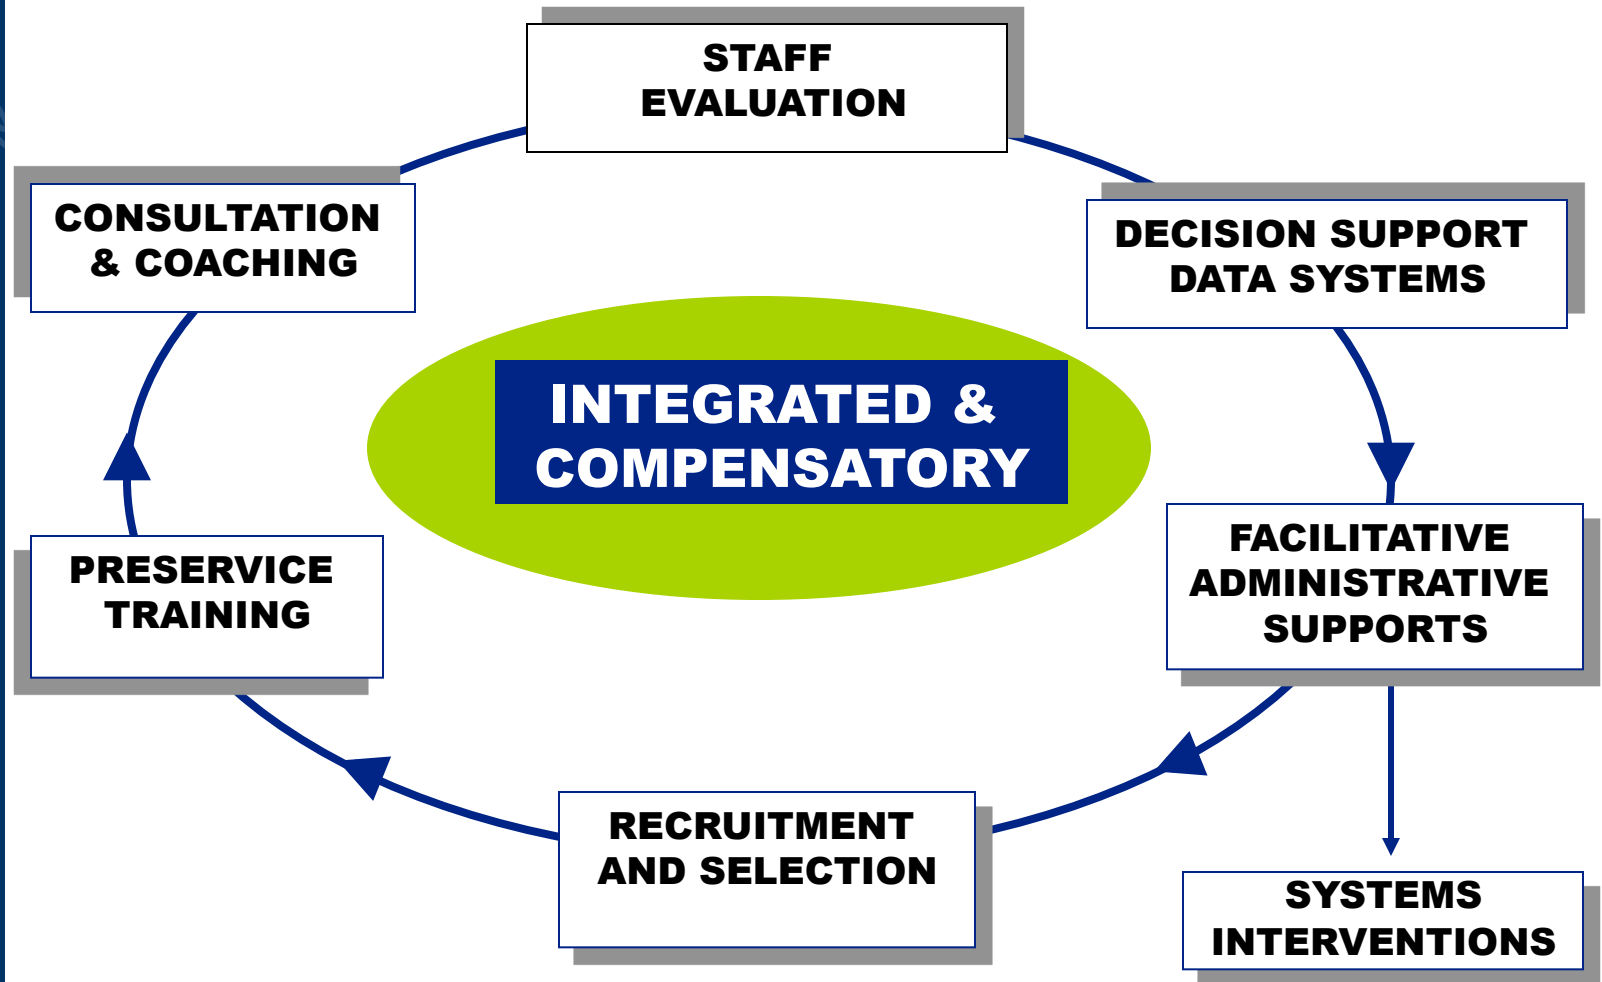 STAFF
EVALUATION
CONSULTATION
& COACHING
DECISION SUPPORT
DATA SYSTEMS
INTEGRATED &
COMPENSATORY
PRESERVICE
TRAINING
FACILITATIVE
ADMINISTRATIVE
SUPPORTS
RECRUITMENT
AND SELECTION
SYSTEMS
INTERVENTIONS